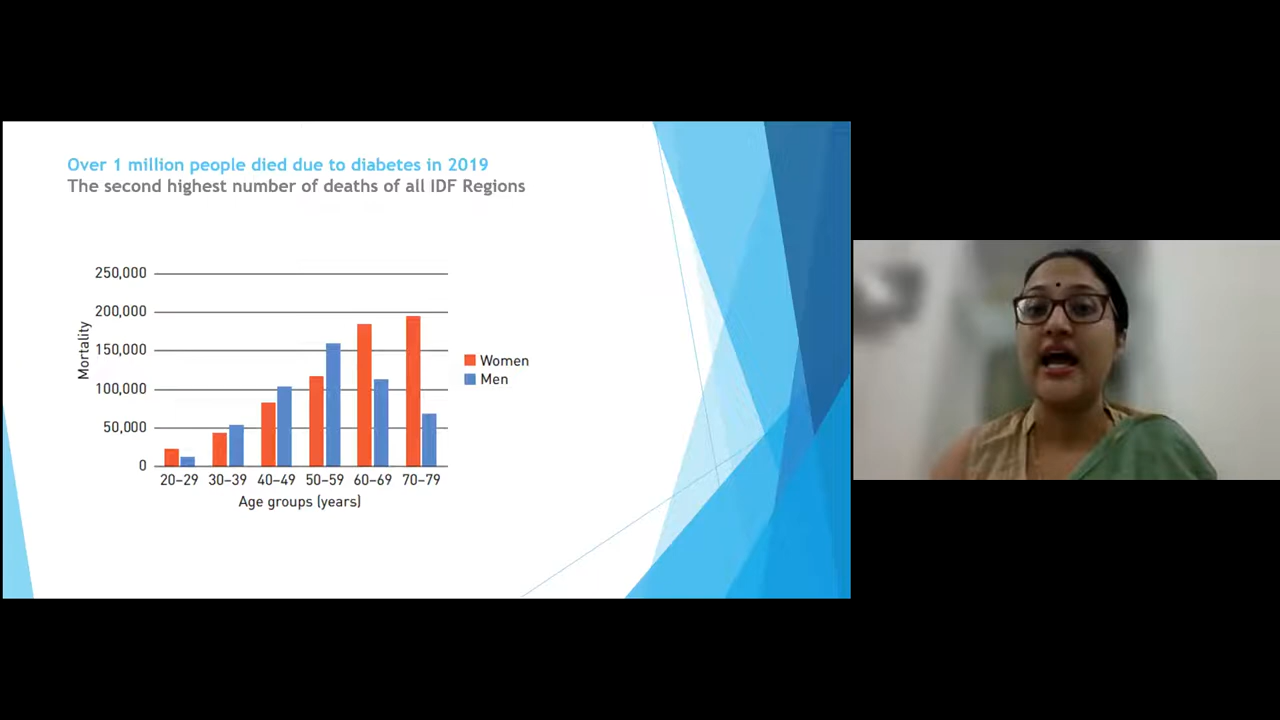 Over 1 million people died due to diabetes in 2019
The second highest number of deaths of all IDF Regions
250,000
200,000
150,000
100,000
50,000
0
Mortality
20–29 30–39 40–49 50–59 60–69 70–79
Age groups (years)
Women
Men